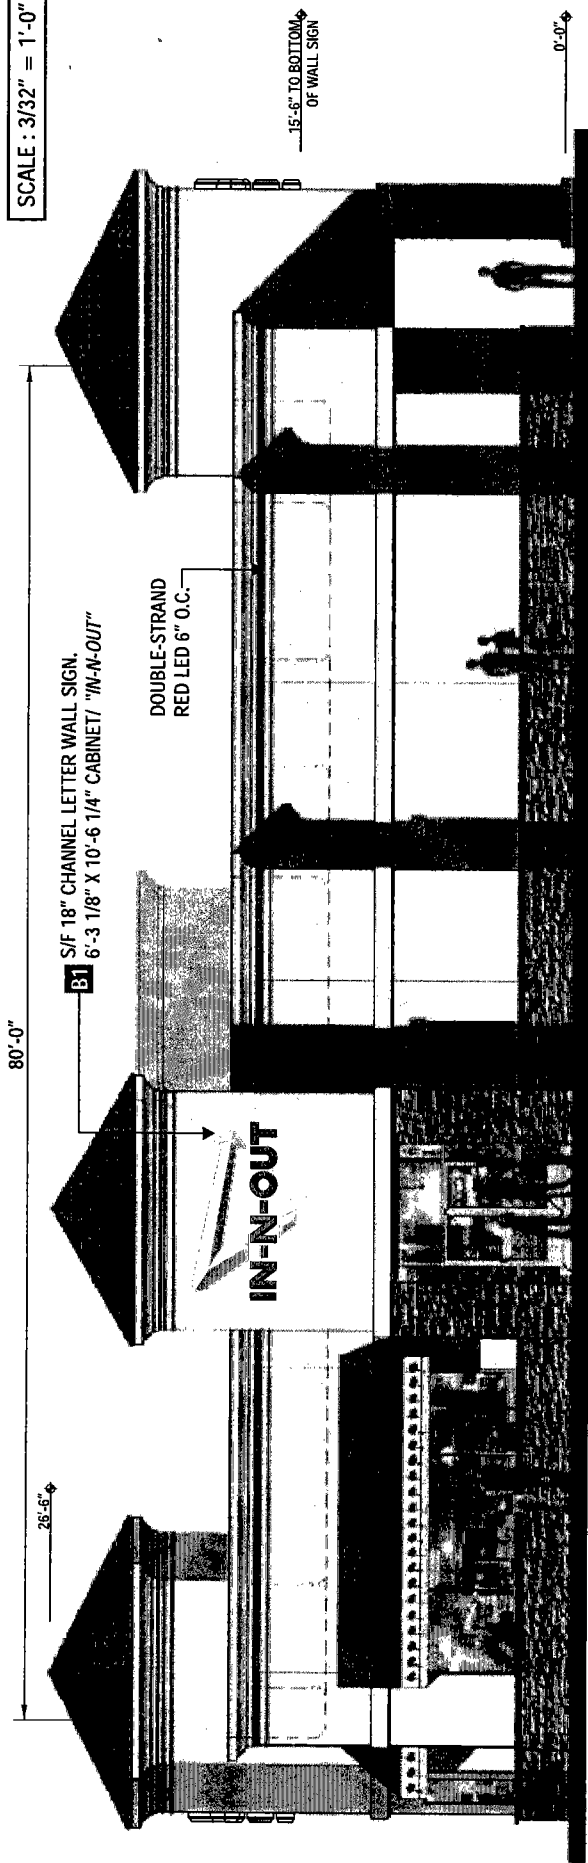 80'-0"
SCALE : 3/32" = 1'-0"
26'-6"
B1
S/F 18" CHANNEL LETTER WALL SIGN.
6'-3 1/8" X 10'-6 1/4" CABINET/ "IN-N-OUT"
DOUBLE-STRAND
RED LED 6" O.C.
15'-6" TO BOTTOM
OF WALL SIGN
IN-N-OUT
0'-0"